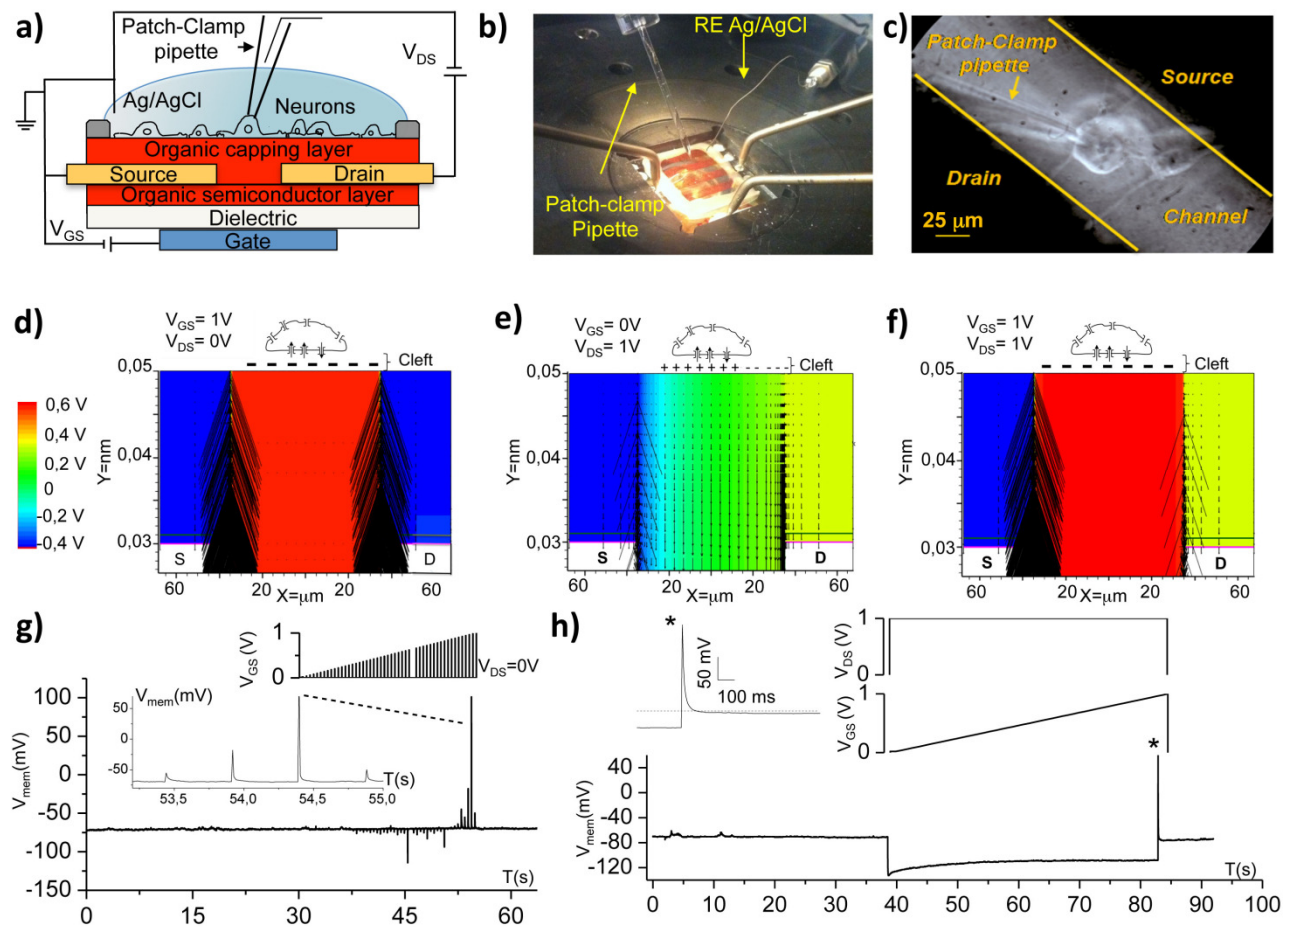 a)
Patch-Clamp
pipette
V_DS
Ag/AgCl
Neurons
Organic capping layer
Source
Drain
Organic semiconductor layer
Dielectric
V_GS
Gate
b)
RE Ag/AgCl
Patch-clamp
Pipette
c)
Patch-Clamp
pipette
Source
Drain
Channel
25 μm
d)
V_GS= 1V
V_DS= 0V
Cleft
0,6 V
0,4 V
0,2 V
0 V
-0,2 V
-0,4 V
Y=nm
0,05
0,04
0,03
S
D
60
20
20
60
X=μm
e)
V_GS= 0V
V_DS= 1V
+ + + + + + + - - - - -
Cleft
Y=nm
0,05
0,04
0,03
S
D
60
20
20
60
X=μm
f)
V_GS= 1V
V_DS= 1V
Cleft
Y=nm
0,05
0,04
0,03
S
D
60
20
20
60
X=μm
g)
V_GS (V)
1
0
V_DS=0V
V_mem(mV)
50
0
-50
53,5
54,0
54,5
55,0
T(s)
V_mem(mV)
100
50
0
-50
-100
-150
0
15
30
45
60
T(s)
h)
*
50 mV
100 ms
V_DS (V)
1
0
V_GS (V)
1
0
*
V_mem(mV)
40
0
-40
-80
-120
0
10
20
30
40
50
60
70
80
90
100
T(s)